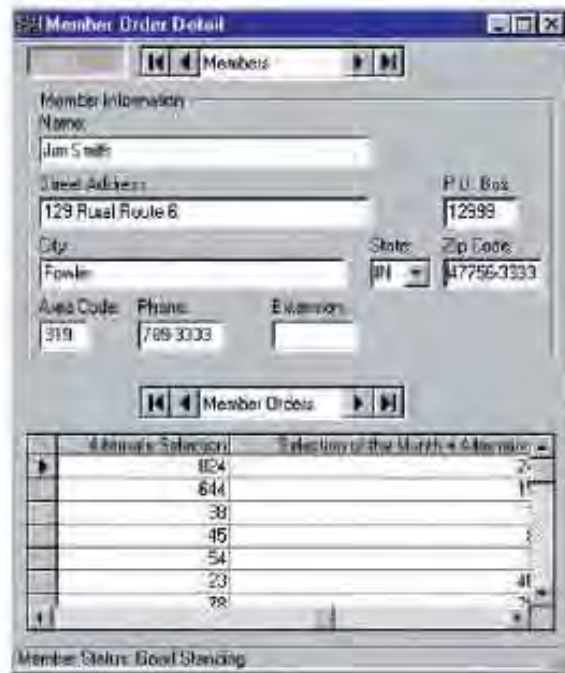 Member Order Detail
Members
Member Information
Name:
Jim Smith
Street Address P.O. Box
129 Rural Route 6 12999
City State: Zip Code:
Fowler IN 47756-3333
Area Code: Phone: Extension:
319 789-3333
Member Orders
Alternate Selection Selection of the Month + Alternate
824
644
38
45
54
23
78
Member Status: Good Standing